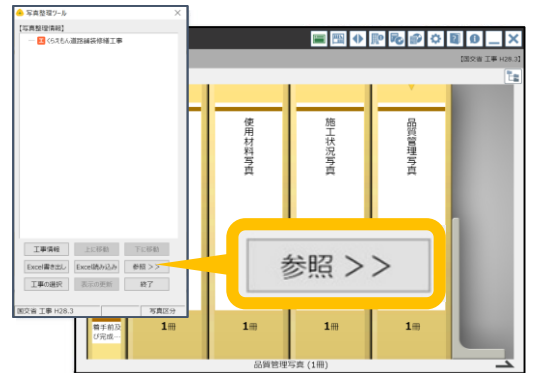 写真整理ツール
【写真整理情報】
くらえもん道路舗装修繕工事
工事情報
上に移動
下に移動
Excel書き出し
Excel読み込み
参照 >>
工事の選択
表示の更新
終了
国交省 工事 H28.3
写真区分
【国交省 工事 H28.3】
使用材料写真
施工状況写真
品質管理写真
参照 >>
着手前及
び完成…
1冊
1冊
1冊
1冊
品質管理写真 (1冊)